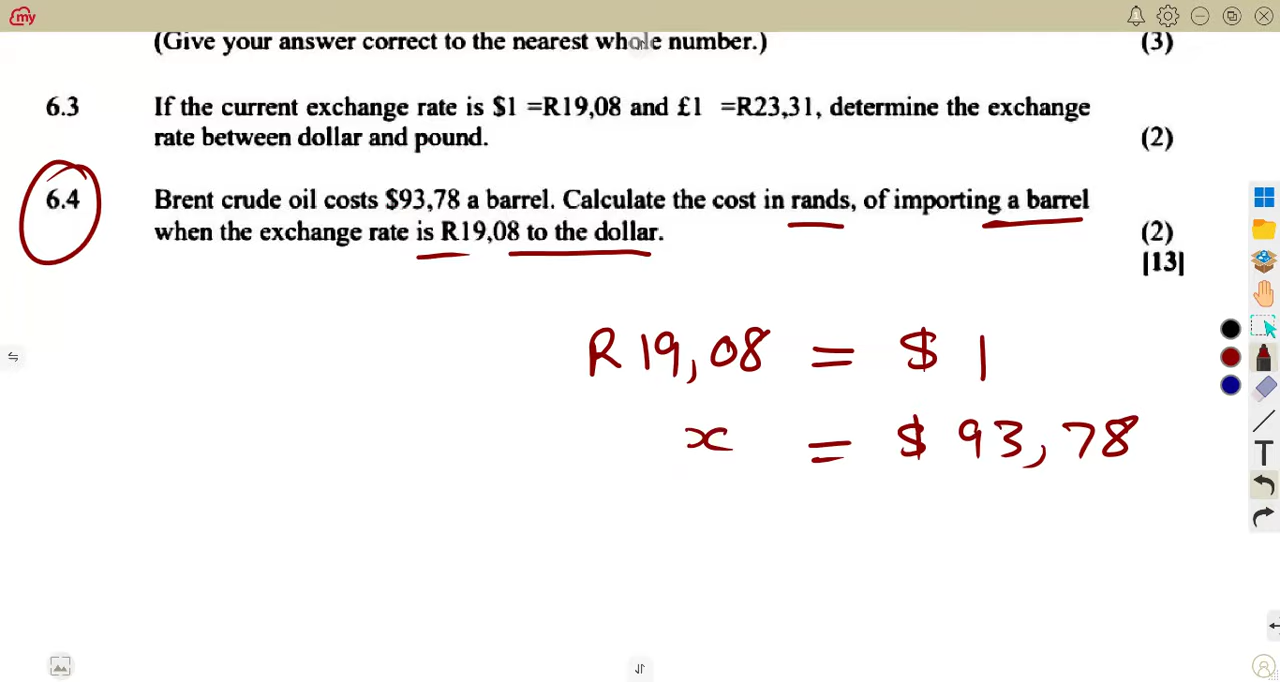 my
(Give your answer correct to the nearest whole number.) (3)
6.3 If the current exchange rate is $1 =R19,08 and £1 =R23,31, determine the exchange
rate between dollar and pound. (2)
6.4 Brent crude oil costs $93,78 a barrel. Calculate the cost in rands, of importing a barrel
when the exchange rate is R19,08 to the dollar. (2)
[13]
R 19,08 = $ 1
x = $ 93,78